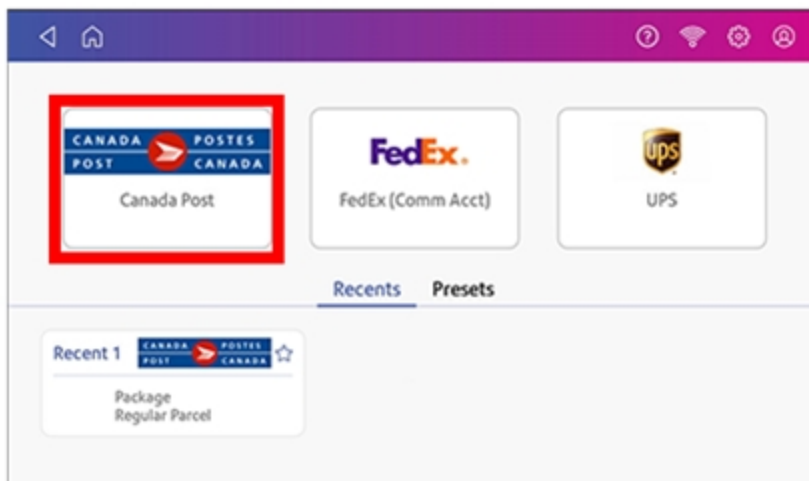 CANADA POSTES
POST CANADA
Canada Post
FedEx.
FedEx (Comm Acct)
ups
UPS
Recents Presets
Recent 1
CANADA POSTES
POST CANADA
Package
Regular Parcel